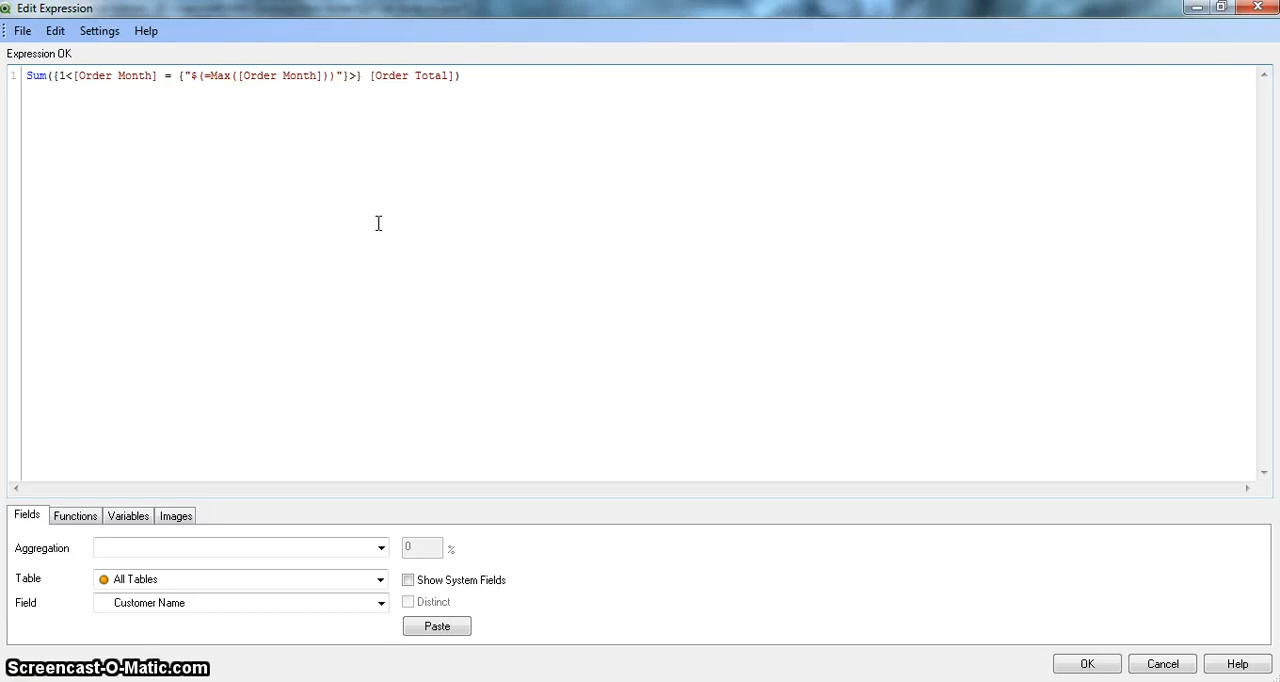 Edit Expression
File Edit Settings Help
Expression OK
1 Sum({1<[Order Month] = {"$(=Max([Order Month]))"}>} [Order Total])
Fields Functions Variables Images
Aggregation 0 %
Table All Tables Show System Fields
Field Customer Name Distinct
Paste
OK Cancel Help
Screencast-O-Matic.com